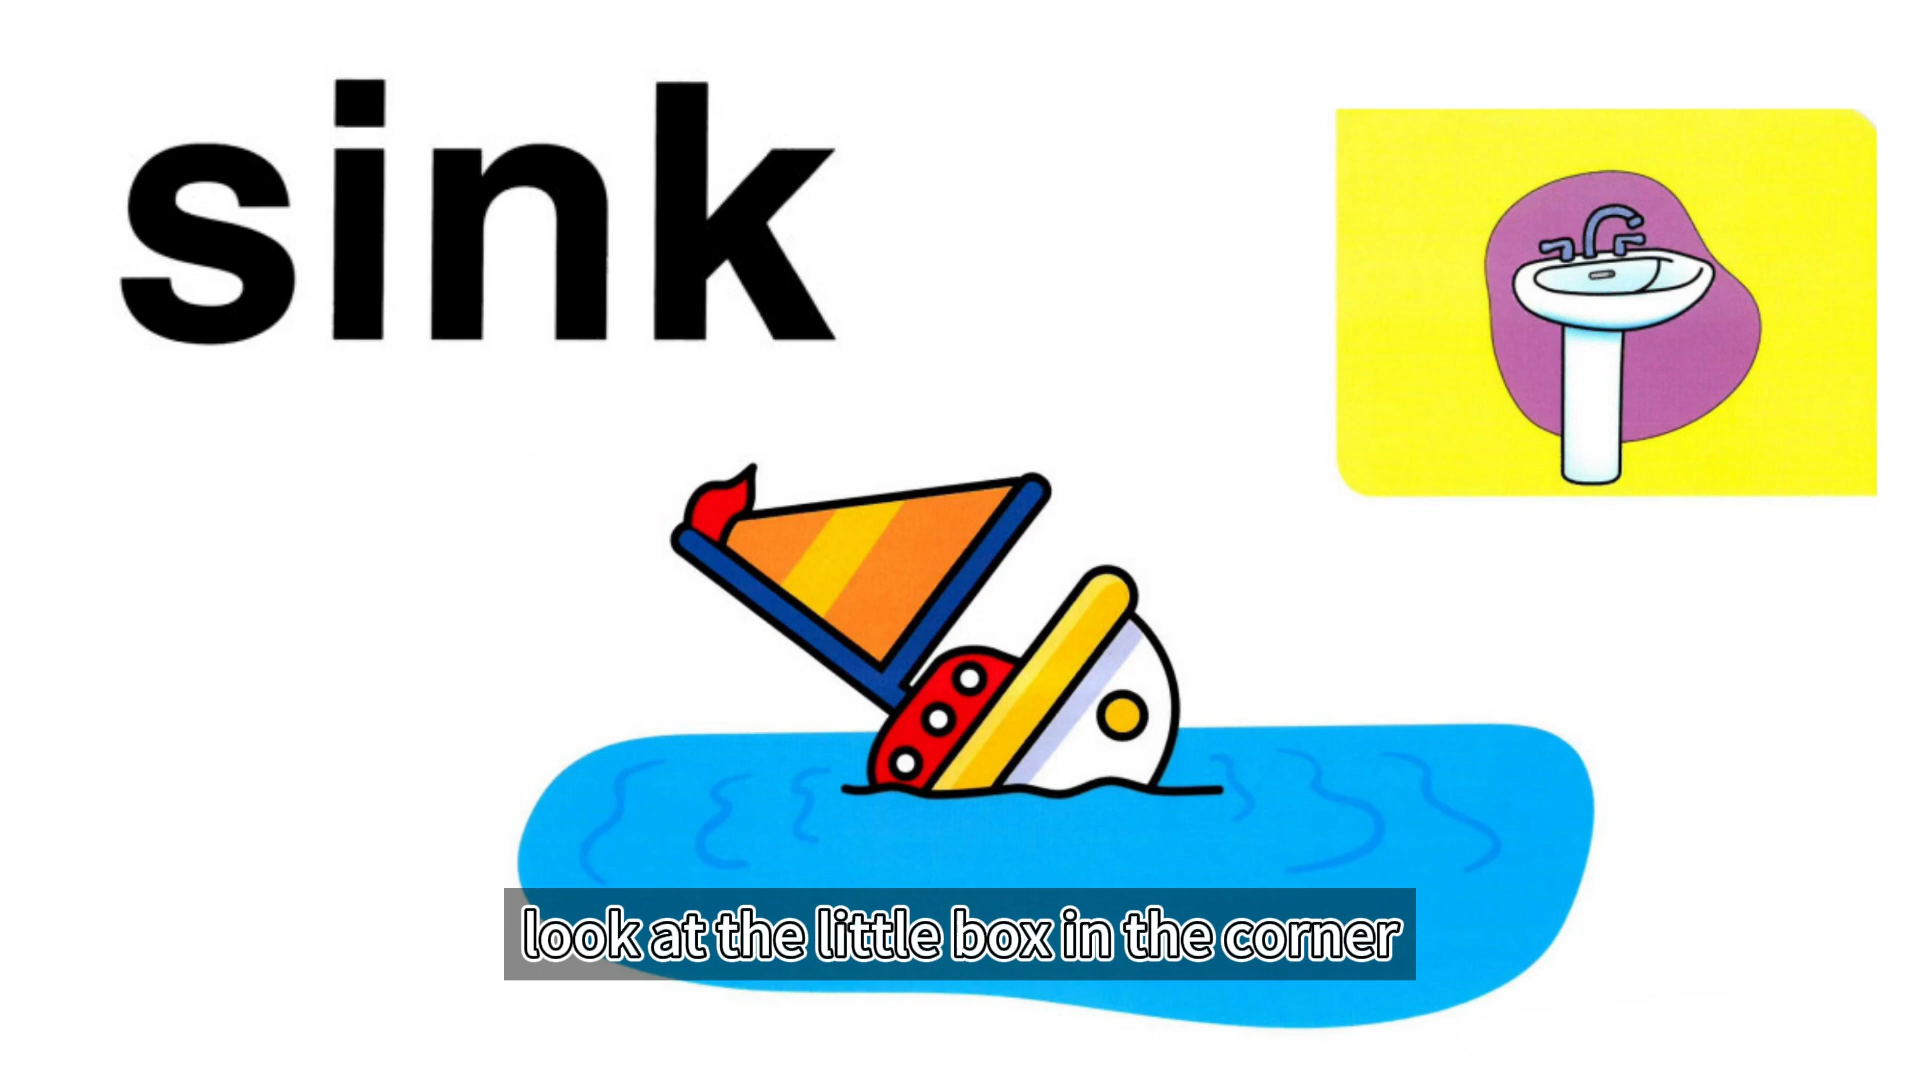 sink
look at the little box in the corner